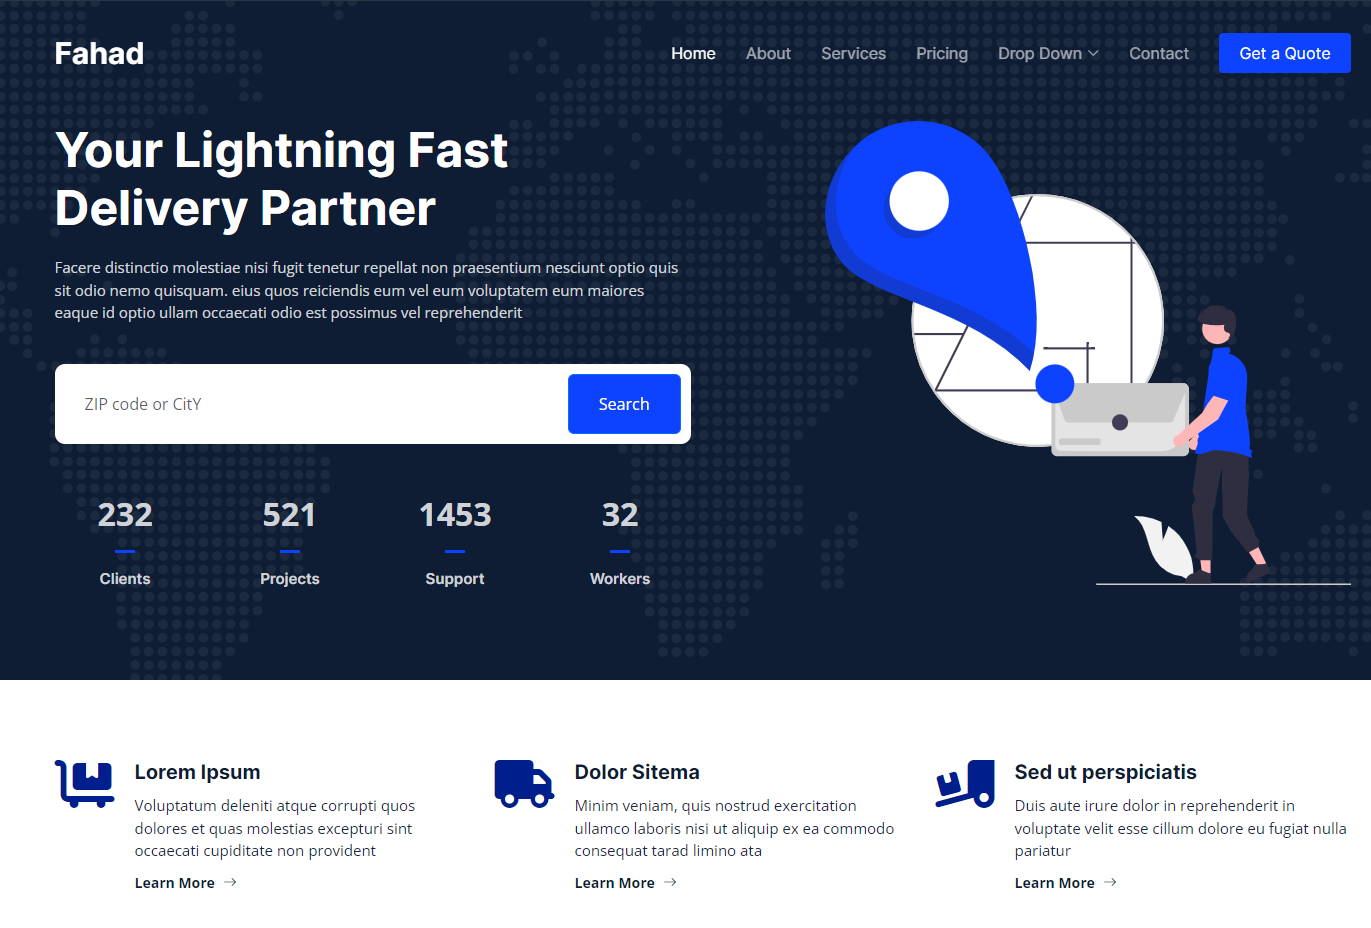 Fahad
Home About Services Pricing Drop Down Contact Get a Quote
Your Lightning Fast
Delivery Partner
Facere distinctio molestiae nisi fugit tenetur repellat non praesentium nesciunt optio quis
sit odio nemo quisquam. eius quos reiciendis eum vel eum voluptatem eum maiores
eaque id optio ullam occaecati odio est possimus vel reprehenderit
ZIP code or CitY Search
232 521 1453 32
Clients Projects Support Workers
Lorem Ipsum
Voluptatum deleniti atque corrupti quos
dolores et quas molestias excepturi sint
occaecati cupiditate non provident
Learn More →
Dolor Sitema
Minim veniam, quis nostrud exercitation
ullamco laboris nisi ut aliquip ex ea commodo
consequat tarad limino ata
Learn More →
Sed ut perspiciatis
Duis aute irure dolor in reprehenderit in
voluptate velit esse cillum dolore eu fugiat nulla
pariatur
Learn More →